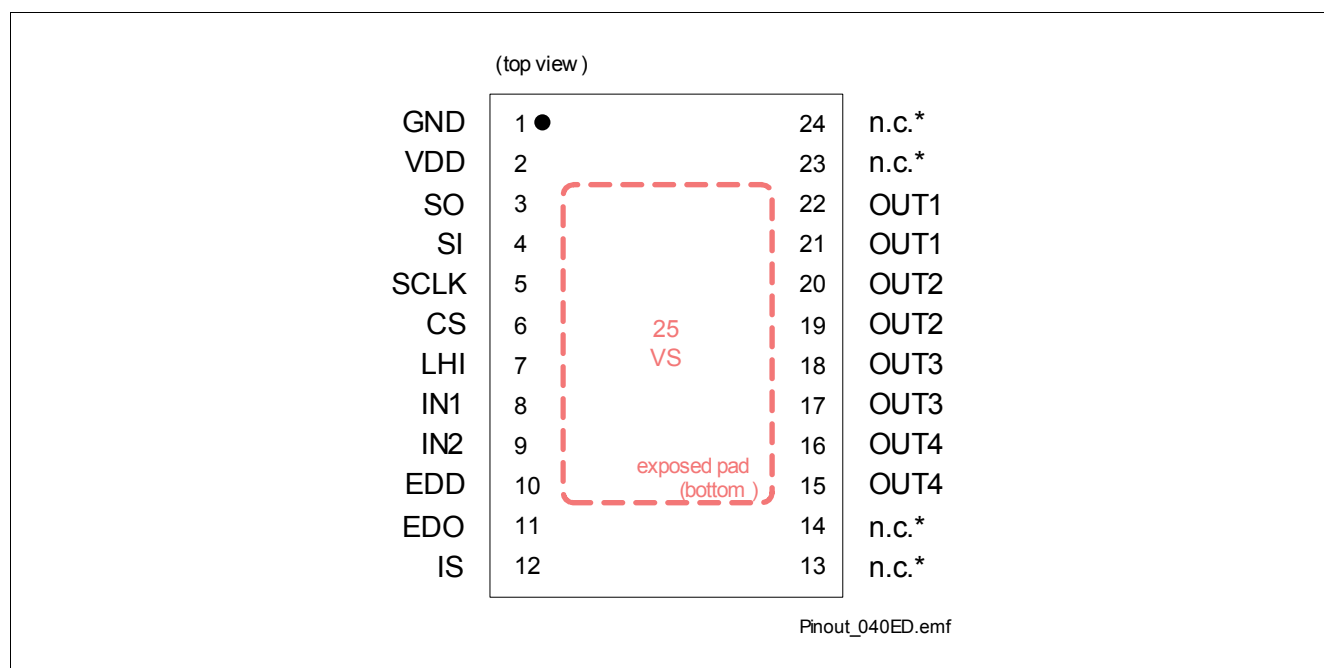 (top view )
GND 1 24 n.c.*
VDD 2 23 n.c.*
SO 3 22 OUT1
SI 4 21 OUT1
SCLK 5 20 OUT2
CS 6 25 19 OUT2
VS
LHI 7 18 OUT3
IN1 8 17 OUT3
IN2 9 16 OUT4
exposed pad
EDD 10 (bottom ) 15 OUT4
EDO 11 14 n.c.*
IS 12 13 n.c.*
Pinout_040ED.emf